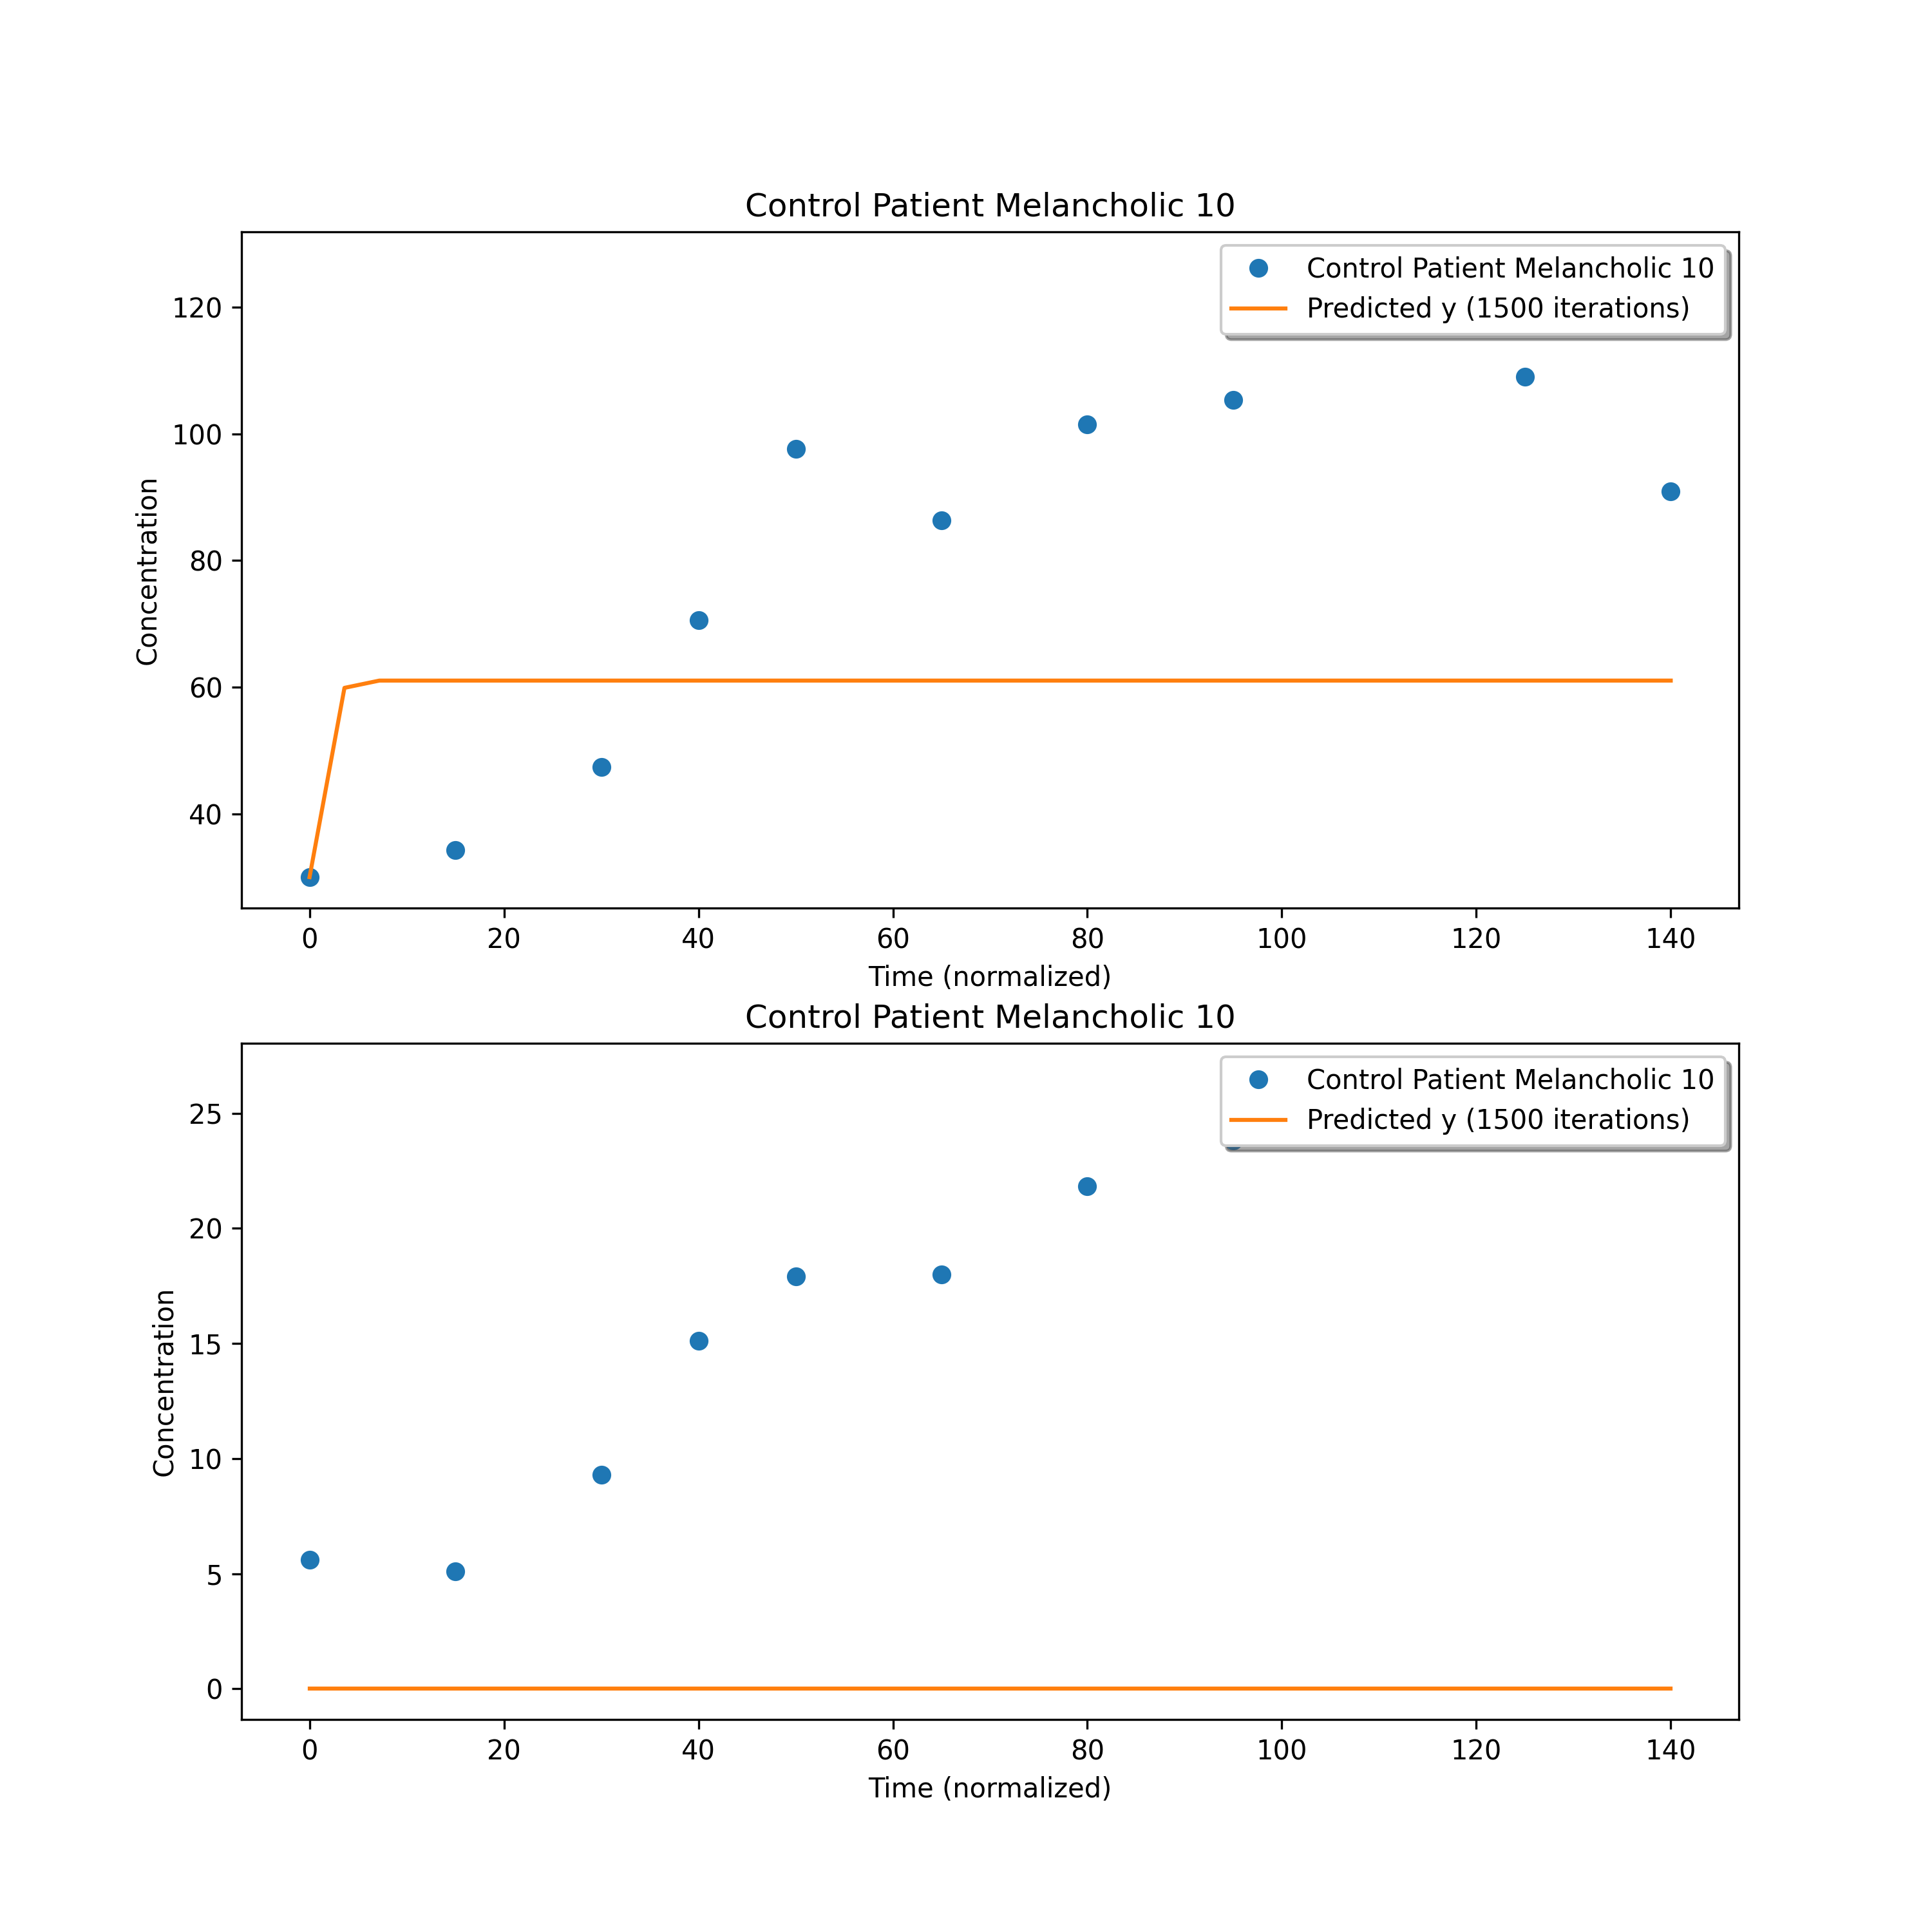 Control Patient Melancholic 10
Control Patient Melancholic 10
Predicted y (1500 iterations)
120
100
80
60
40
Concentration
0 20 40 60 80 100 120 140
Time (normalized)
Control Patient Melancholic 10
Control Patient Melancholic 10
Predicted y (1500 iterations)
25
20
15
10
5
0
Concentration
0 20 40 60 80 100 120 140
Time (normalized)